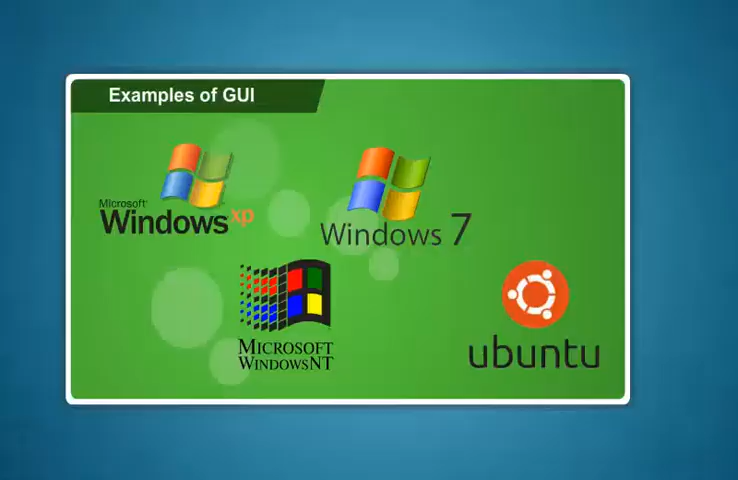 Examples of GUI
Microsoft
Windows xp
Windows 7
MICROSOFT
WINDOWSNT
ubuntu